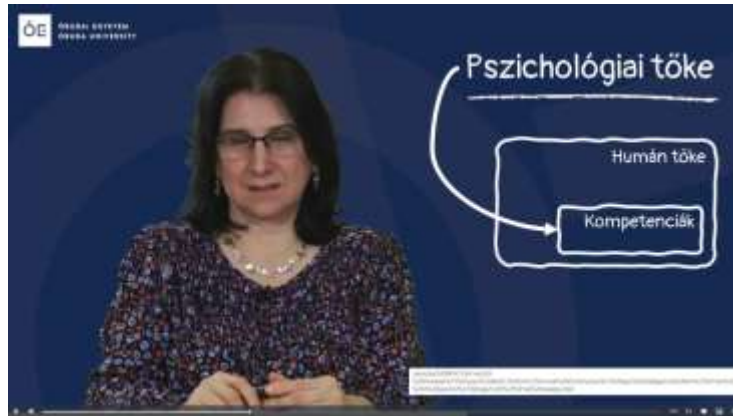 ÓE
ÓBUDAI EGYETEM
ÓBUDA UNIVERSITY
Pszichológiai tőke
Humán tőke
Kompetenciák